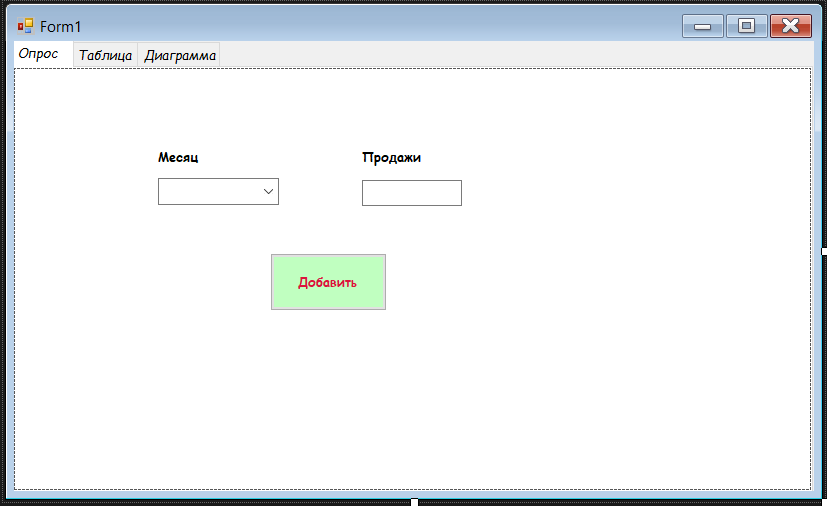 Form1
Опрос Таблица Диаграмма
Месяц Продажи
Добавить